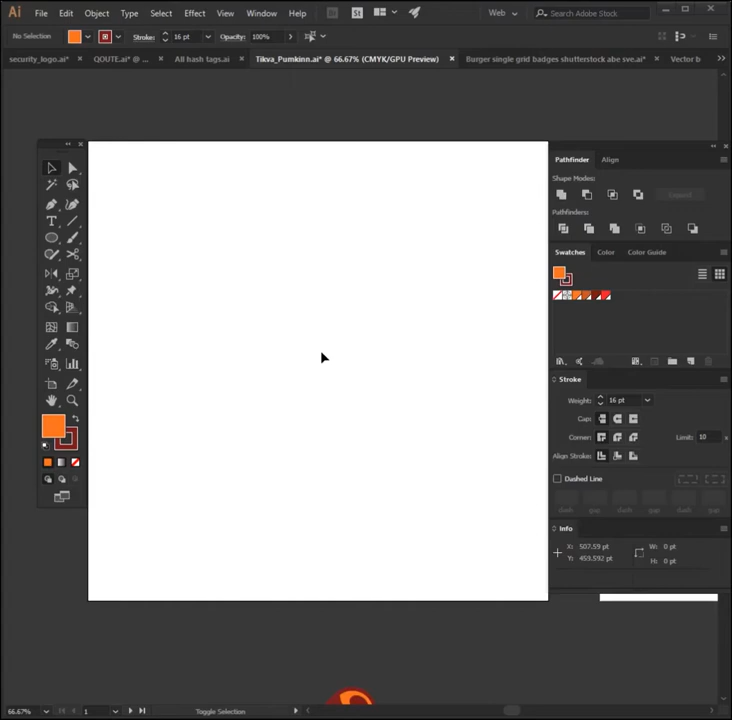 Ai File Edit Object Type Select Effect View Window Help Br St Web Search Adobe Stock
No Selection Stroke: 16 pt Opacity: 100%
security_logo.ai* QOUTE.ai* @ ... All hash tags.ai Tikva_Pumkinn.ai* @ 66.67% (CMYK/GPU Preview) Burger single grid badges shutterstock abe sve.ai* Vector b
Pathfinder Align
Shape Modes:
Expand
Pathfinders:
Swatches Color Color Guide
Stroke
Weight: 16 pt
Cap:
Corner: Limit: 10 x
Align Stroke:
Dashed Line
dash gap dash gap dash gap
Info
X: 507.59 pt W: 0 pt
Y: 459.592 pt H: 0 pt
66.67% 1 Toggle Selection